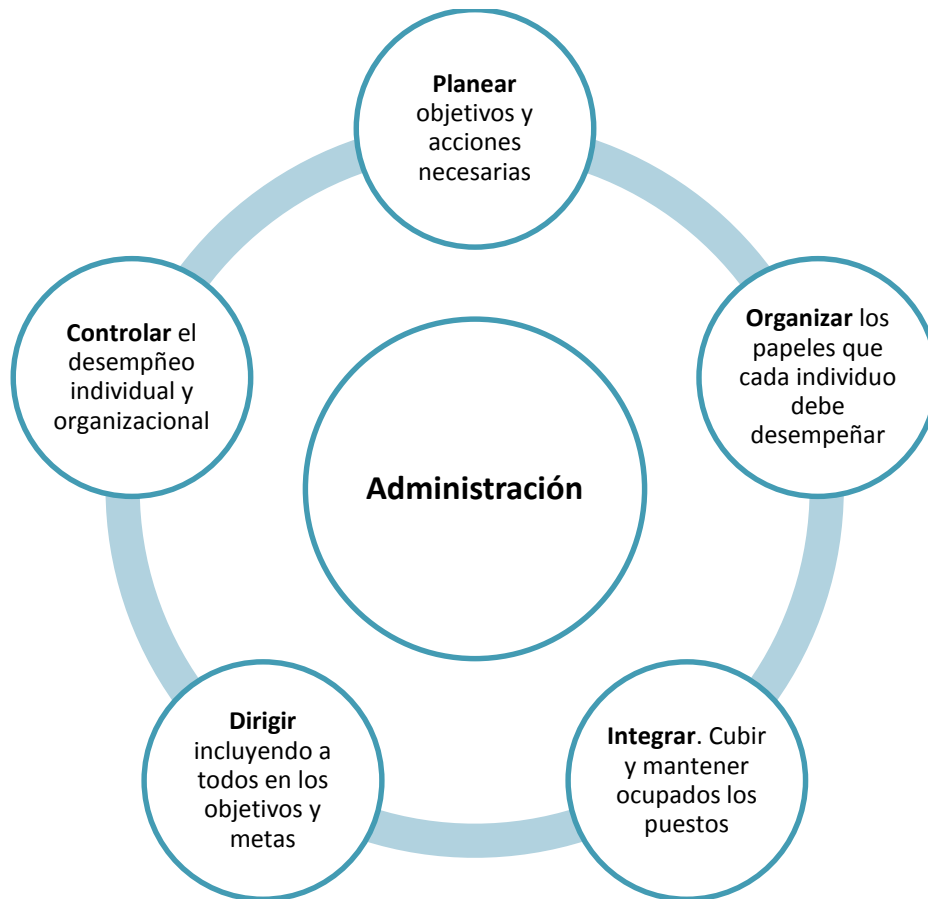 Planear
objetivos y
acciones
necesarias
Organizar los
papeles que
cada individuo
debe
desempeñar
Integrar. Cubrir
y mantener
ocupados los
puestos
Dirigir
incluyendo a
todos en los
objetivos y
metas
Controlar el
desempñeo
individual y
organizacional
Administración